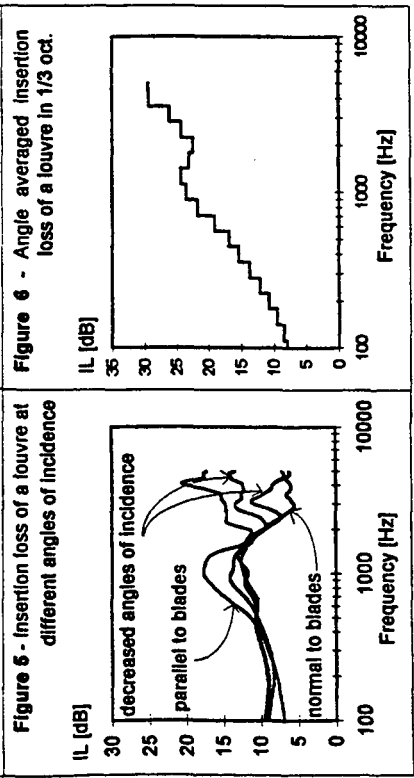 Figure 5 - Insertion loss of a louvre at
different angles of incidence
IL [dB]
30
25
20
15
10
5
0
decreased angles of incidence
parallel to blades
normal to blades
100
1000
10000
Frequency [Hz]
Figure 6 - Angle averaged insertion
loss of a louvre in 1/3 oct.
IL [dB]
35
30
25
20
15
10
5
0
100
1000
10000
Frequency [Hz]